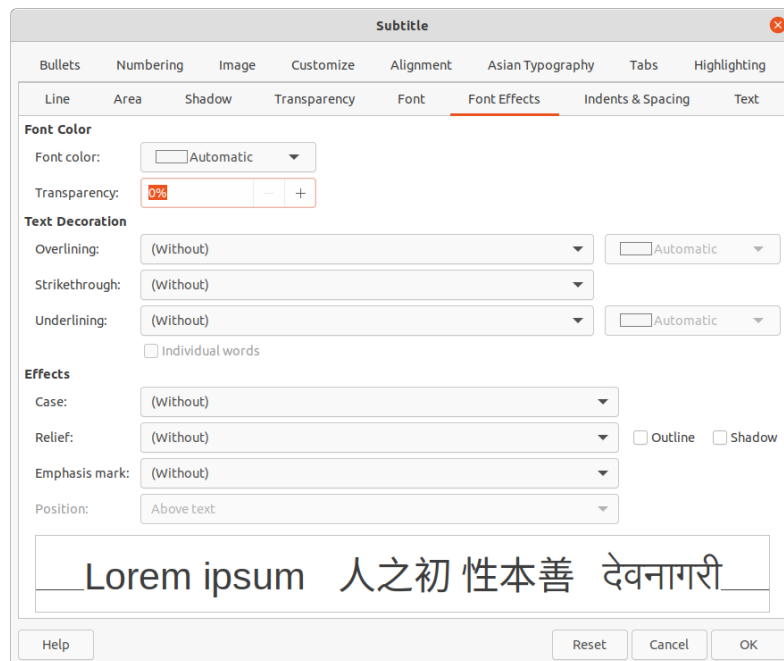 Subtitle
Bullets Numbering Image Customize Alignment Asian Typography Tabs Highlighting
Line Area Shadow Transparency Font Font Effects Indents & Spacing Text
Font Color
Font color: Automatic
Transparency: 0%
Text Decoration
Overlining: (Without) Automatic
Strikethrough: (Without)
Underlining: (Without) Automatic
Individual words
Effects
Case: (Without)
Relief: (Without) Outline Shadow
Emphasis mark: (Without)
Position: Above text
Lorem ipsum 人之初 性本善 देवनागरी
Help Reset Cancel OK